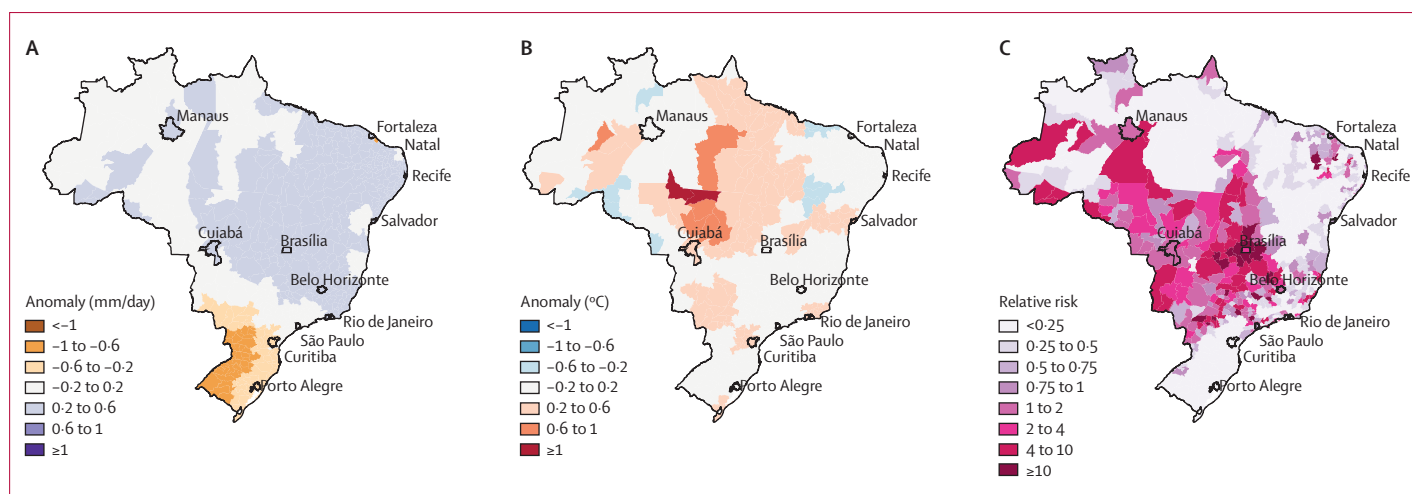 A
Manaus
Fortaleza
Natal
Recife
Salvador
Cuiabá
Brasília
Belo Horizonte
Rio de Janeiro
São Paulo
Curitiba
Porto Alegre
Anomaly (mm/day)
<−1
−1 to −0·6
−0·6 to −0·2
−0·2 to 0·2
0·2 to 0·6
0·6 to 1
≥1
B
Manaus
Fortaleza
Natal
Recife
Salvador
Cuiabá
Brasília
Belo Horizonte
Rio de Janeiro
São Paulo
Curitiba
Porto Alegre
Anomaly (ºC)
<−1
−1 to −0·6
−0·6 to −0·2
−0·2 to 0·2
0·2 to 0·6
0·6 to 1
≥1
C
Manaus
Fortaleza
Natal
Recife
Salvador
Cuiabá
Brasília
Belo Horizonte
Rio de Janeiro
São Paulo
Curitiba
Porto Alegre
Relative risk
<0·25
0·25 to 0·5
0·5 to 0·75
0·75 to 1
1 to 2
2 to 4
4 to 10
≥10